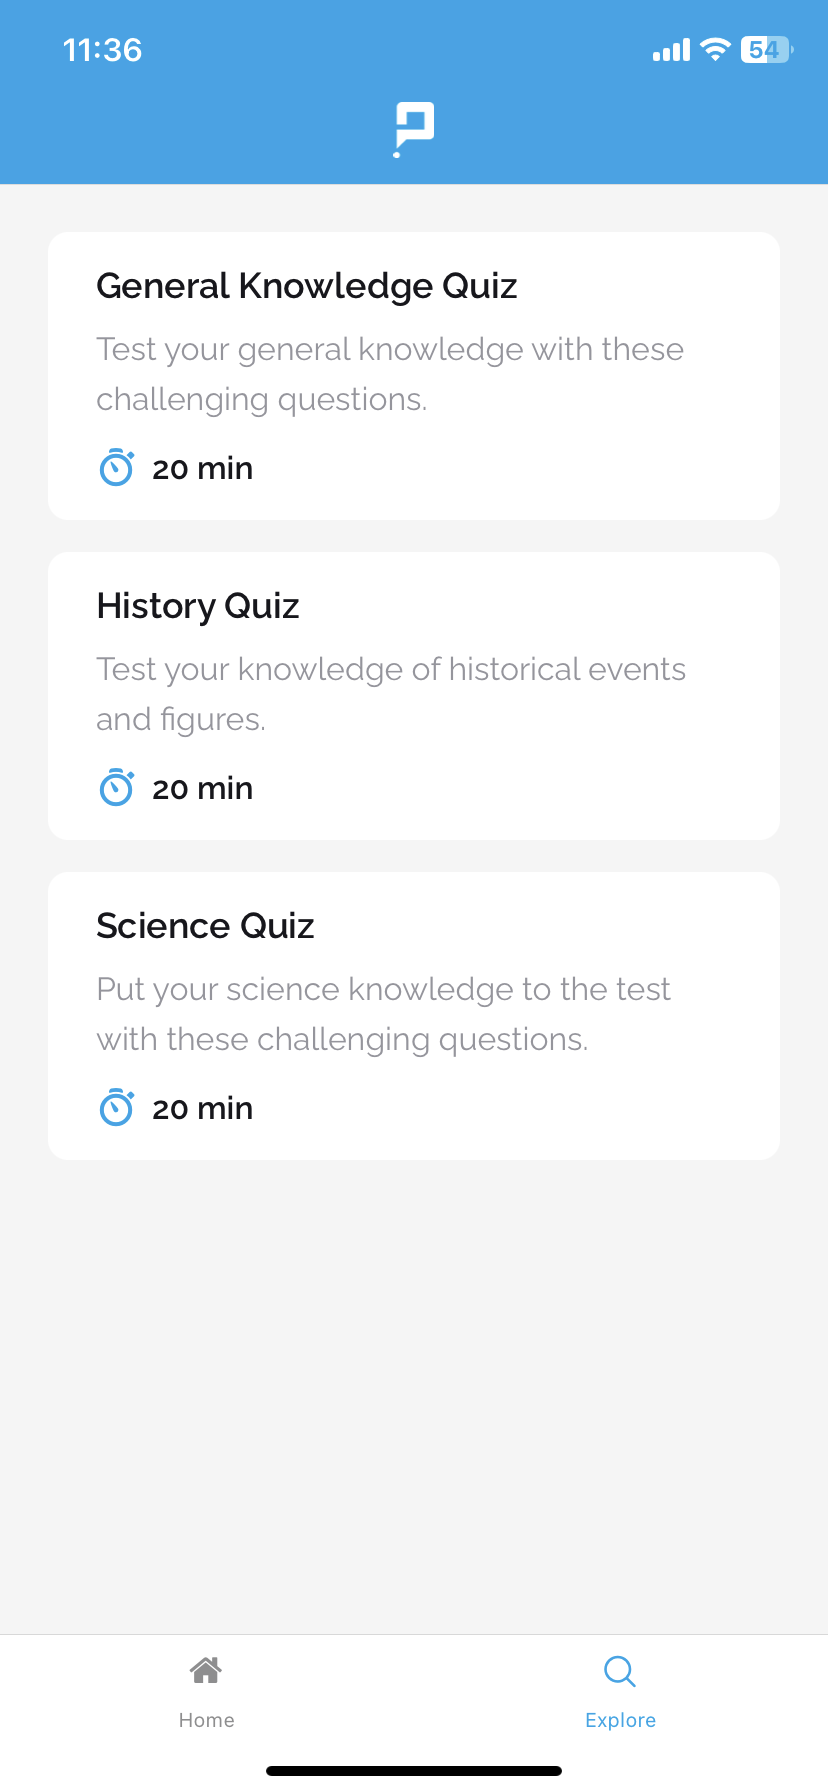 11:36
54
General Knowledge Quiz
Test your general knowledge with these
challenging questions.
20 min
History Quiz
Test your knowledge of historical events
and figures.
20 min
Science Quiz
Put your science knowledge to the test
with these challenging questions.
20 min
Home
Explore